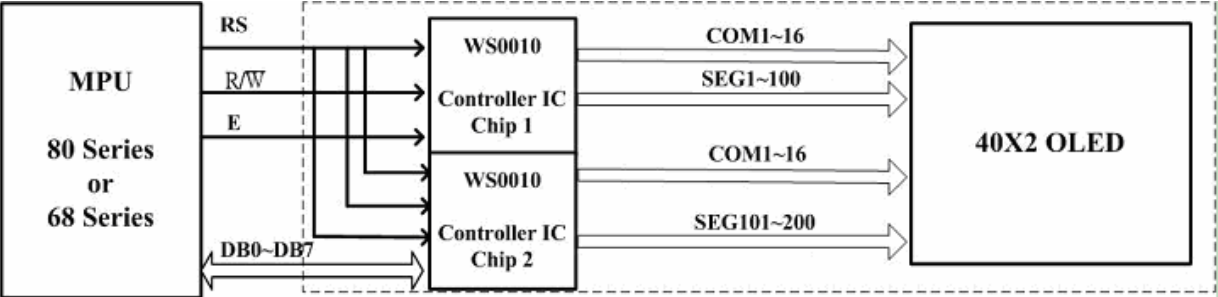 MPU
80 Series
or
68 Series
RS
R/W̅
E
DB0~DB7
WS0010
Controller IC
Chip 1
WS0010
Controller IC
Chip 2
COM1~16
SEG1~100
COM1~16
SEG101~200
40X2 OLED